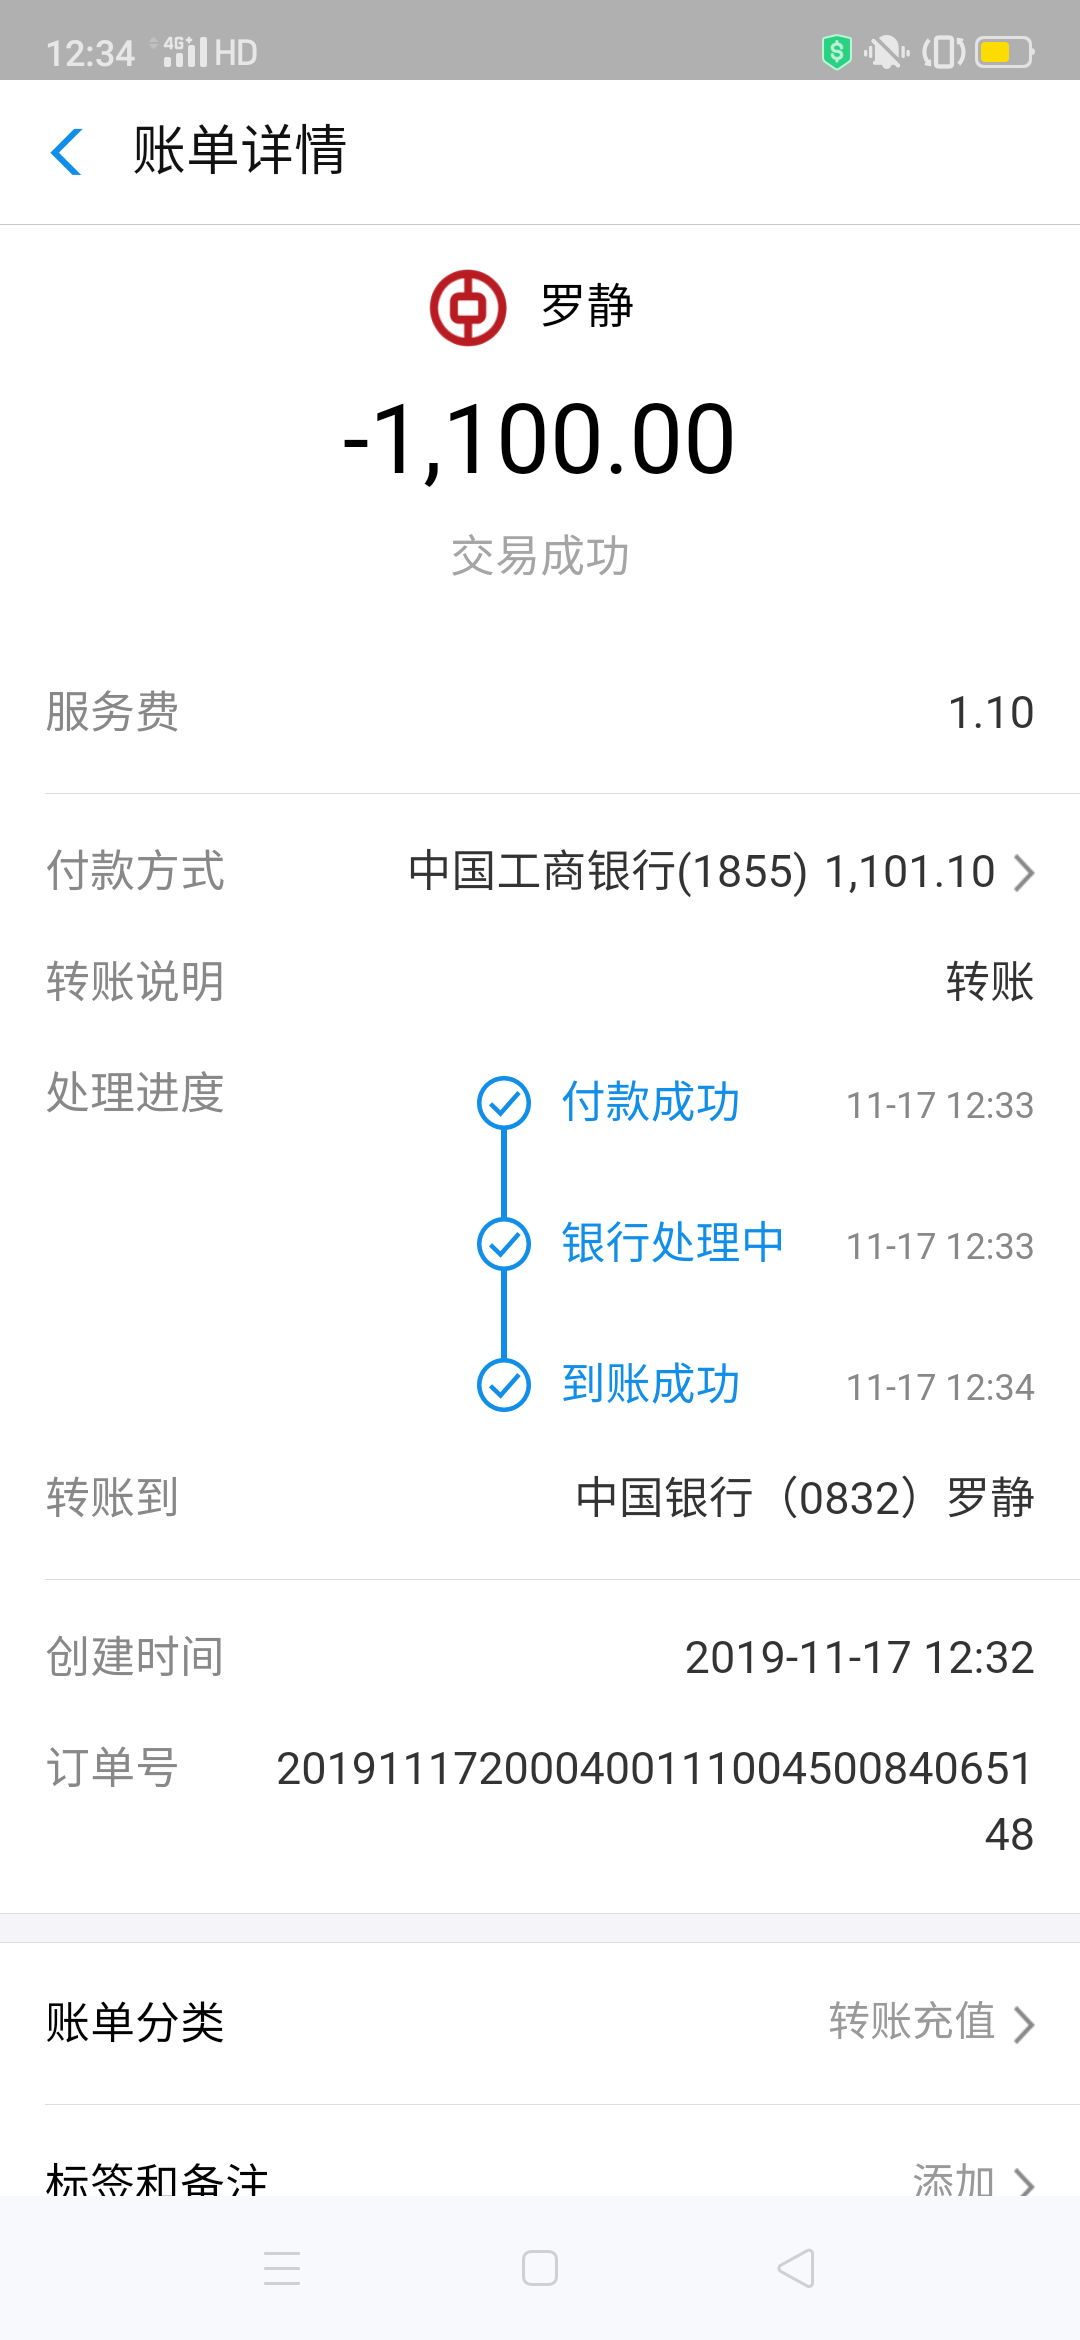 12:34 4G+ HD
账单详情
罗静
-1,100.00
交易成功
服务费 1.10
付款方式 中国工商银行(1855) 1,101.10
转账说明 转账
处理进度 付款成功 11-17 12:33
银行处理中 11-17 12:33
到账成功 11-17 12:34
转账到 中国银行（0832）罗静
创建时间 2019-11-17 12:32
订单号 201911172000400111004500840651
48
账单分类 转账充值
标签和备注 添加